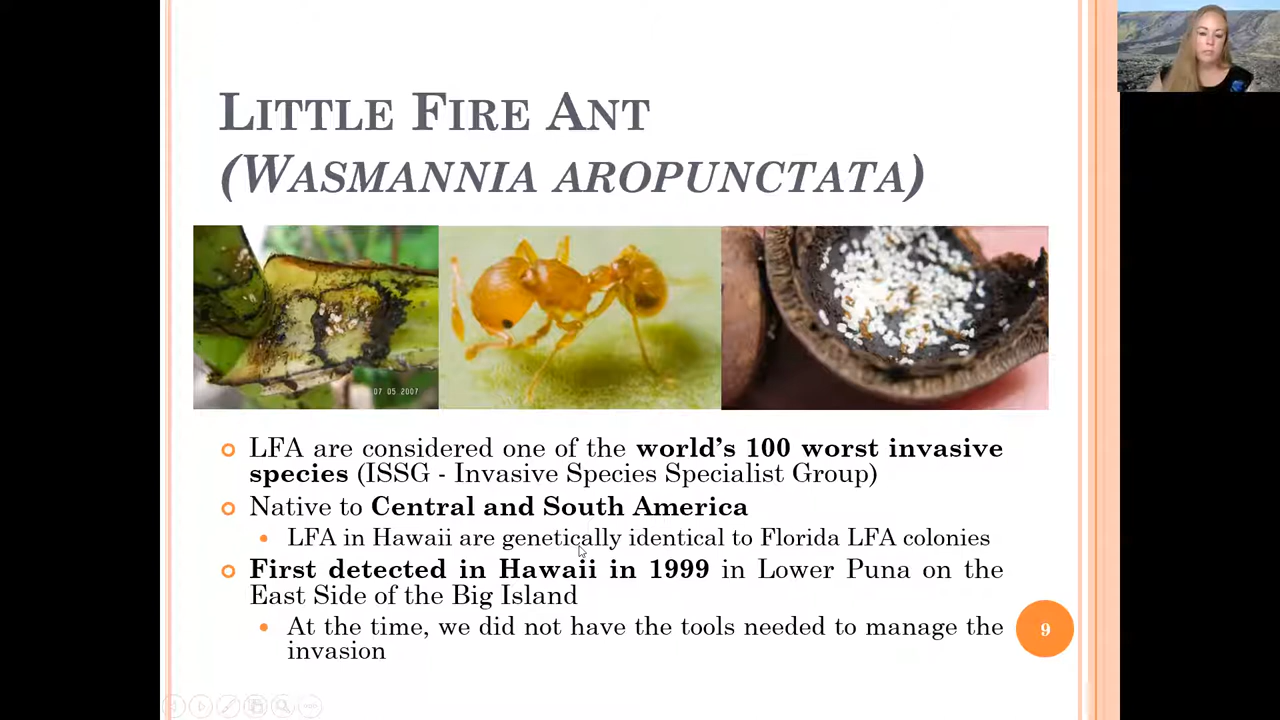 LITTLE FIRE ANT
(WASMANNIA AROPUNCTATA)
07 05 2007
LFA are considered one of the world's 100 worst invasive
species (ISSG - Invasive Species Specialist Group)
Native to Central and South America
LFA in Hawaii are genetically identical to Florida LFA colonies
First detected in Hawaii in 1999 in Lower Puna on the
East Side of the Big Island
At the time, we did not have the tools needed to manage the
invasion
9